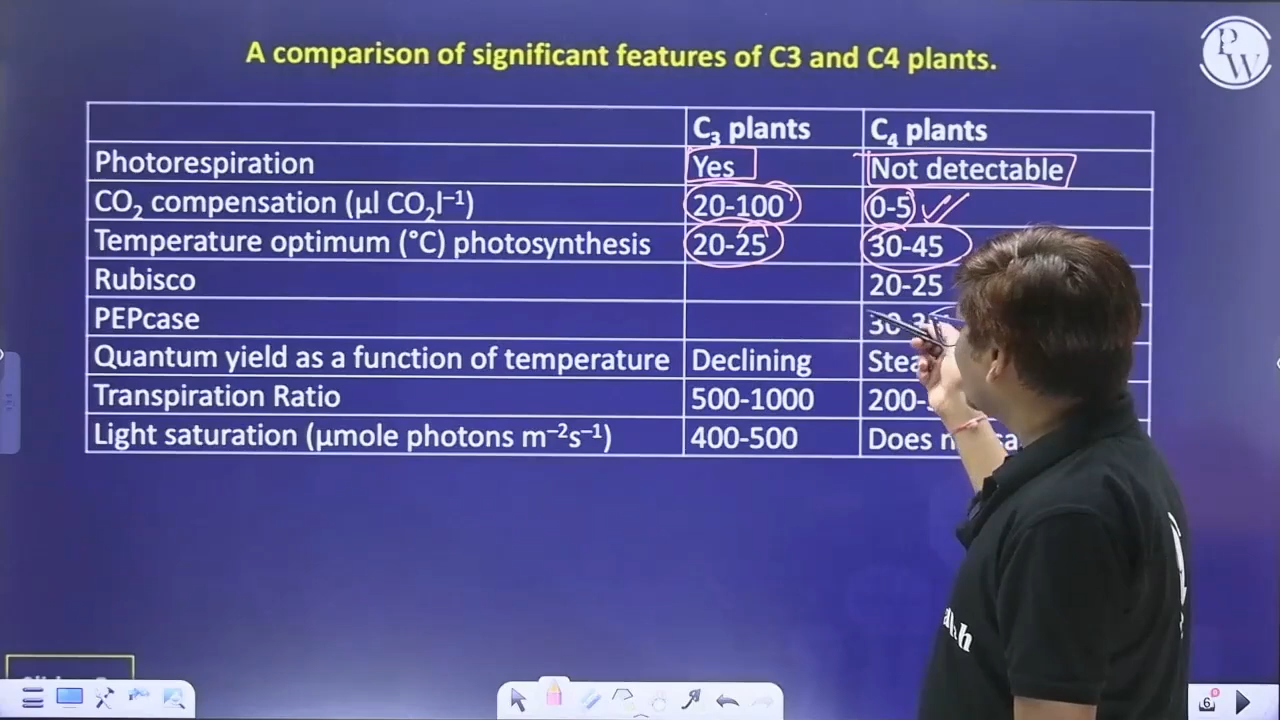 A comparison of significant features of C3 and C4 plants.
PW
C₃ plants C₄ plants
Photorespiration Yes Not detectable
CO₂ compensation (µl CO₂l⁻¹) 20-100 0-5
Temperature optimum (°C) photosynthesis 20-25 30-45
Rubisco 20-25
PEPcase
Quantum yield as a function of temperature Declining
Transpiration Ratio 500-1000
Light saturation (µmole photons m⁻²s⁻¹) 400-500 Does
6